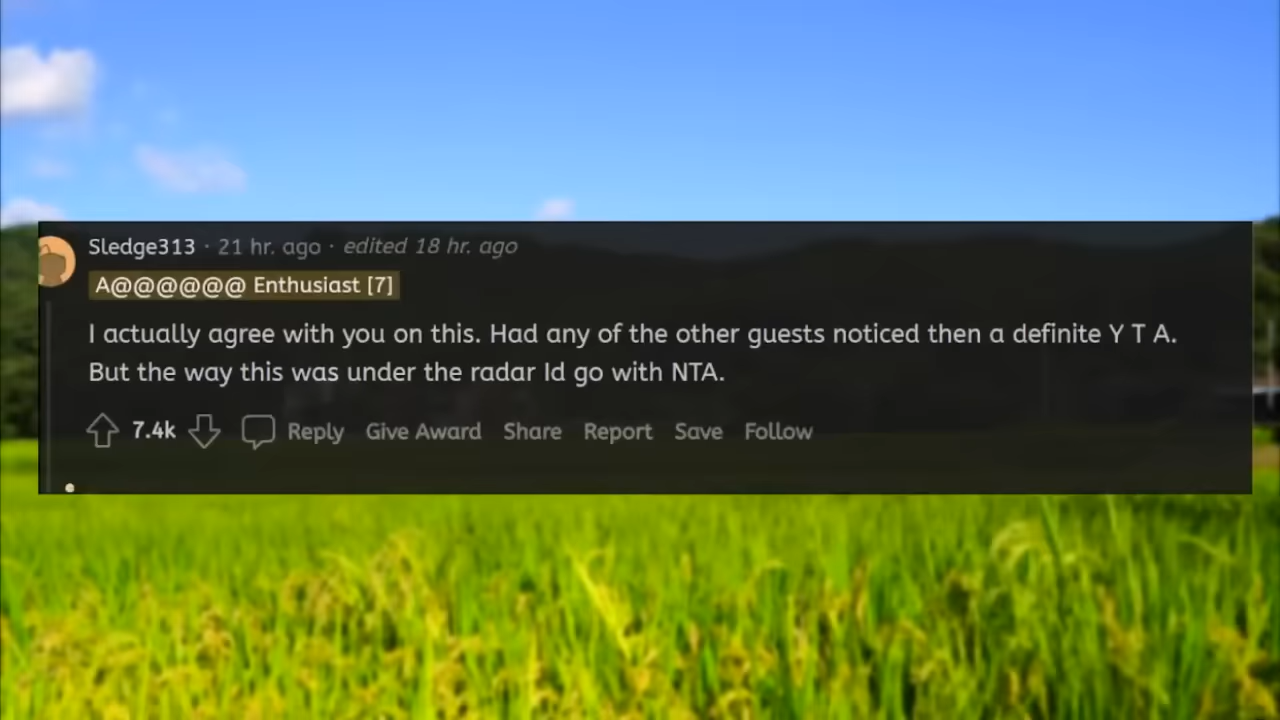 Sledge313 · 21 hr. ago · edited 18 hr. ago
A@@@@@@ Enthusiast [7]
I actually agree with you on this. Had any of the other guests noticed then a definite Y T A.
But the way this was under the radar Id go with NTA.
7.4k Reply Give Award Share Report Save Follow